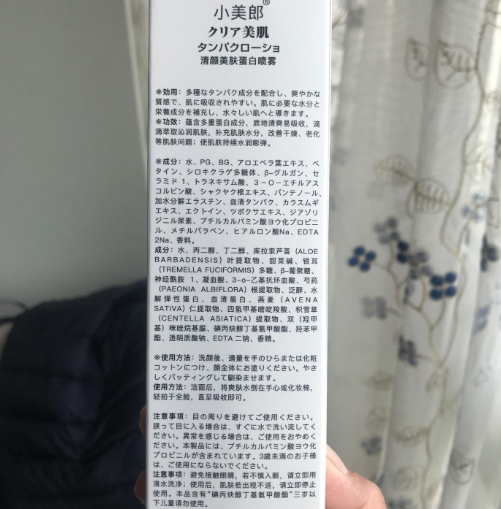 小美郎®
クリア美肌
タンパクローショ
清顔美肤蛋白喷雾
※効用：多種なタンパク成分を配合し、爽やかな
質感で、肌に吸収されやすい。肌に必要な水分と
栄養成分を補充し、水々しい肌へと導きます。
※功效：蕴含多重蛋白成分，质地清爽易吸收，滴
滴萃取沁润肌肤，补充肌肤水分，改善干燥、老化
等肌肤问题；使肌肤持续水润膨弹。
※成分：水、PG、BG、アロエベラ葉エキス、ベ
タイン、シロキクラゲ多糖体、β-グルガン、セ
ラミド1、トラネキサム酸、3-O-エチルアス
コルビン酸、シャクヤク根エキス、パンテノール、
加水分解エラスチン、血清タンパク、カラスムギ
エキス、エクトイン、ツボクサエキス、ジアゾリ
ジニル尿素、ブチルカルバミン酸ヨウ化プロピニ
ル、メチルパラベン、ヒアルロン酸Na、EDTA
2Na、香料。
成分：水、丙二醇、丁二醇、库拉索芦荟（ALOE
BARBADENSIS）叶提取物、甜菜碱、银耳
(TREMELLA FUCIFORMIS) 多糖、β-葡聚糖、
神经酰胺 1、凝血酸、3-o-乙基抗坏血酸、芍药
(PAEONIA ALBIFLORA) 根提取物、泛醇、水
解弹性蛋白、血清蛋白、燕麦 (AVENA
SATIVA) 仁提取物、四氢甲基嘧啶羧酸、积雪草
(CENTELLA ASIATICA) 提取物、双（羟甲
基）咪唑烷基脲、碘丙炔醇丁基氨甲酸酯、羟苯甲
酯、透明质酸钠、EDTA 二钠、香精。
※使用方法：洗顔後、適量を手のひらまたは化粧
コットンにつけ、顔全体にお塗りください。やさ
しくパッティングして馴染ませます。
使用方法：洁面后，将爽肤水倒在手心或化妆棉，
轻拍于全脸，直至吸收即可。
注意事項：目の周りを避けてご使用ください。
誤って目に入る場合は、すぐに水で洗い流してく
ださい。異常を感じる場合は、ご使用をおやめく
ださい。本製品には、ブチルカルバミン酸ヨウ化
プロピニルが含まれています。3歳未満のお子様
は、ご使用にならないでください。
注意事项：避免接触眼睛，若不慎入眼，请立即用
清水洗净；使用后，肌肤若出现不适，请立即停止
使用。本品含有“碘丙炔醇丁基氨甲酸酯”三岁以
下儿童请勿使用。